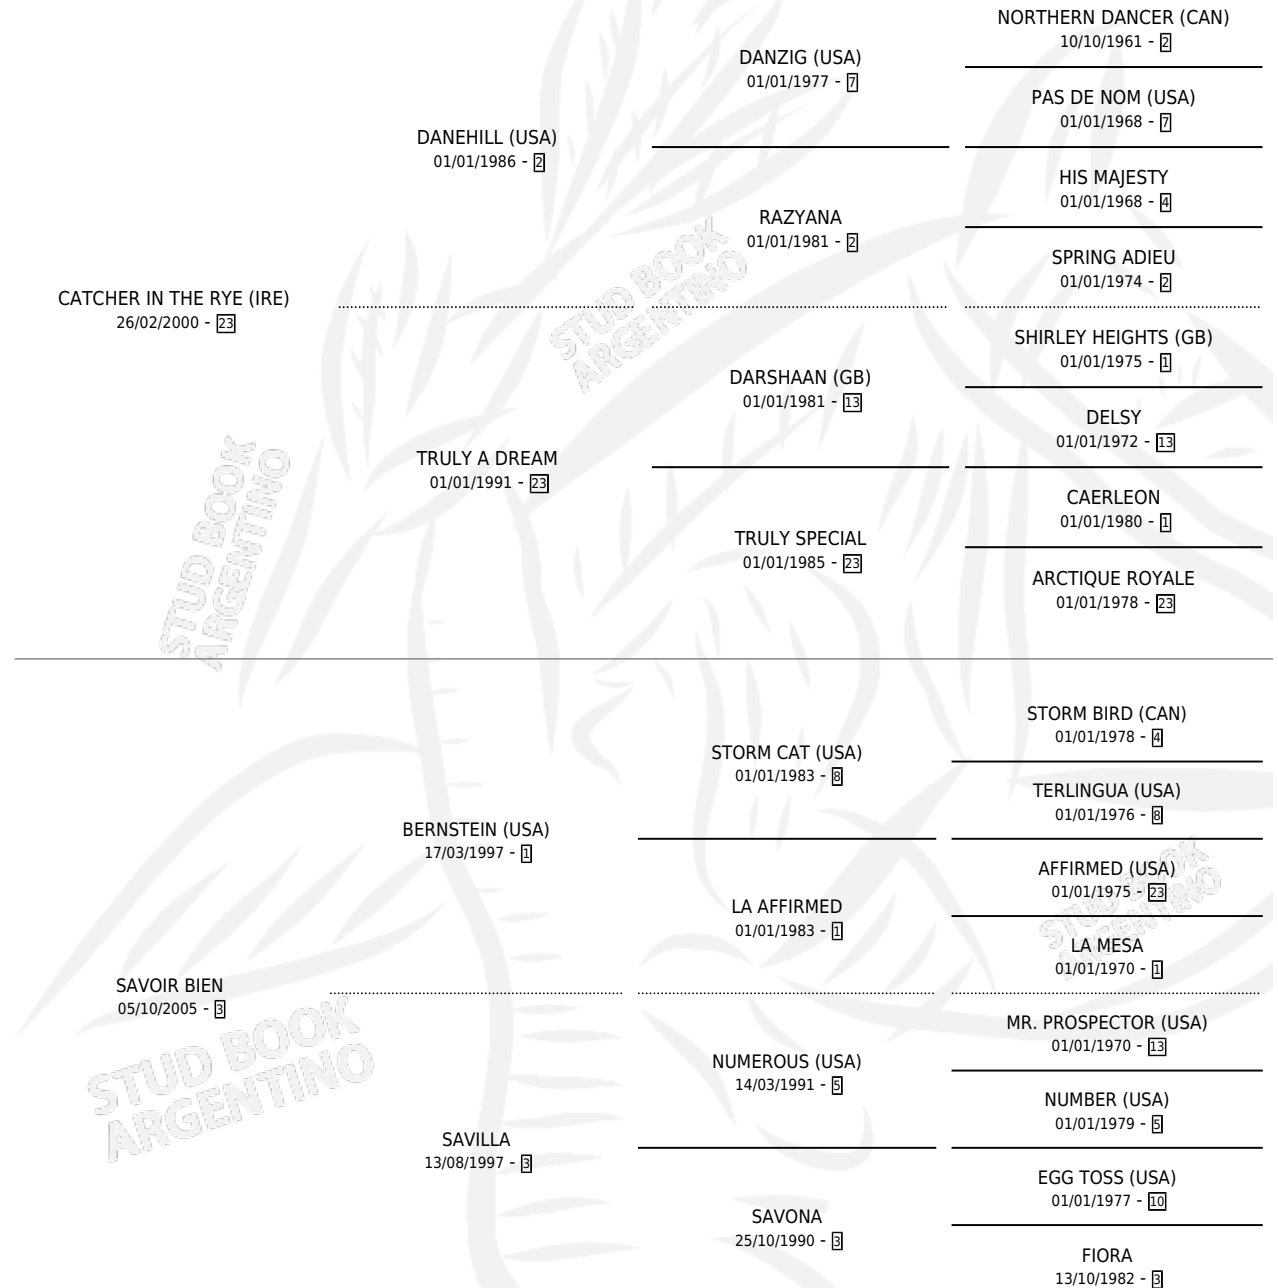 NORTHERN DANCER (CAN)
10/10/1961 - 2
DANZIG (USA)
01/01/1977 - 7
PAS DE NOM (USA)
01/01/1968 - 7
DANEHILL (USA)
01/01/1986 - 2
HIS MAJESTY
01/01/1968 - 4
RAZYANA
01/01/1981 - 2
SPRING ADIEU
01/01/1974 - 2
CATCHER IN THE RYE (IRE)
26/02/2000 - 23
SHIRLEY HEIGHTS (GB)
01/01/1975 - 1
DARSHAAN (GB)
01/01/1981 - 13
DELSY
01/01/1972 - 13
TRULY A DREAM
01/01/1991 - 23
CAERLEON
01/01/1980 - 1
TRULY SPECIAL
01/01/1985 - 23
ARCTIQUE ROYALE
01/01/1978 - 23
STORM BIRD (CAN)
01/01/1978 - 4
STORM CAT (USA)
01/01/1983 - 8
TERLINGUA (USA)
01/01/1976 - 8
BERNSTEIN (USA)
17/03/1997 - 1
AFFIRMED (USA)
01/01/1975 - 23
LA AFFIRMED
01/01/1983 - 1
LA MESA
01/01/1970 - 1
SAVOIR BIEN
05/10/2005 - 3
MR. PROSPECTOR (USA)
01/01/1970 - 13
NUMEROUS (USA)
14/03/1991 - 5
NUMBER (USA)
01/01/1979 - 5
SAVILLA
13/08/1997 - 3
EGG TOSS (USA)
01/01/1977 - 10
SAVONA
25/10/1990 - 3
FIORA
13/10/1982 - 3
STUD BOOK
ARGENTINO
STUD BOOK
ARGENTINO
STUD BOOK
ARGENTINO
STUD BOOK
ARGENTINO